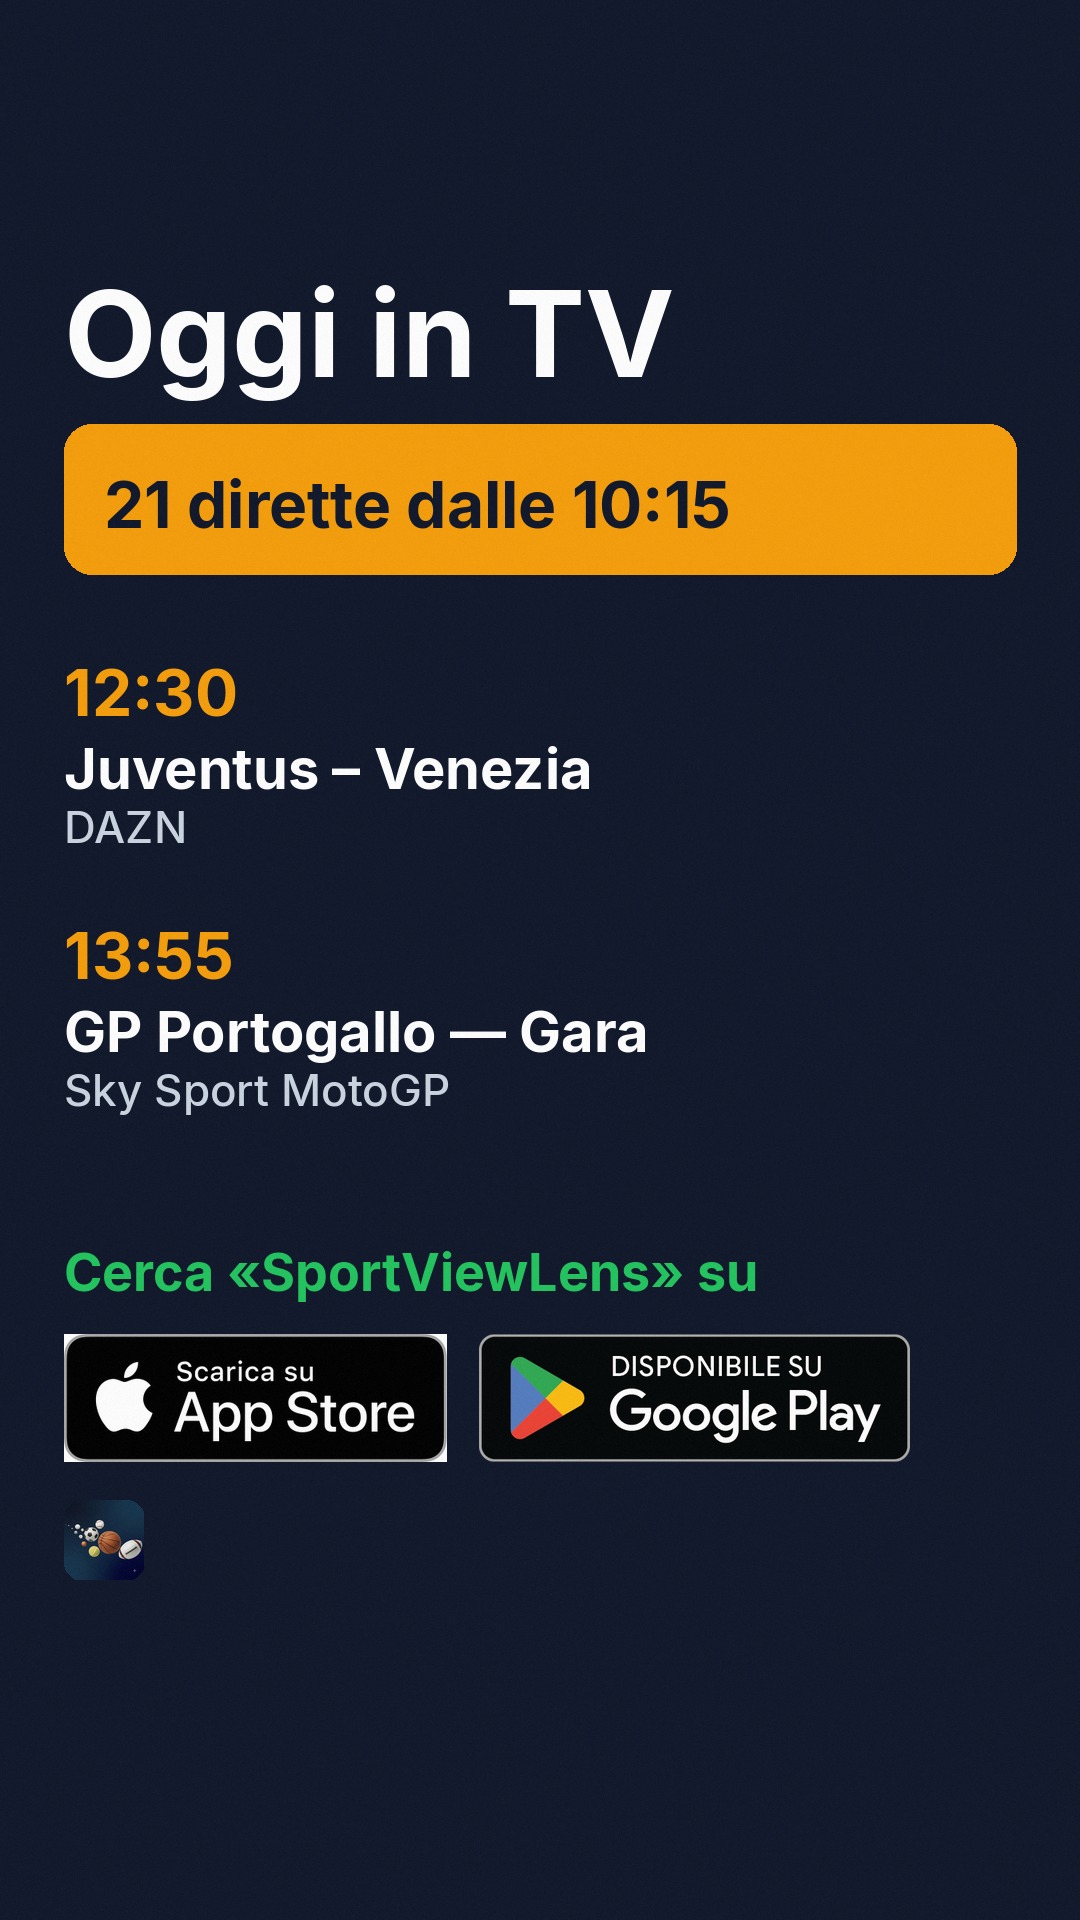 Oggi in TV
21 dirette dalle 10:15
12:30
Juventus – Venezia
DAZN
13:55
GP Portogallo — Gara
Sky Sport MotoGP
Cerca «SportViewLens» su
Scarica su
App Store
DISPONIBILE SU
Google Play